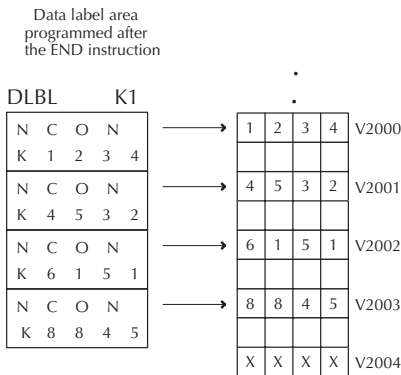 Data label area
programmed after
the END instruction
DLBL K1
N C O N
K 1 2 3 4
N C O N
K 4 5 3 2
N C O N
K 6 1 5 1
N C O N
K 8 8 4 5
1 2 3 4 V2000
4 5 3 2 V2001
6 1 5 1 V2002
8 8 4 5 V2003
X X X X V2004